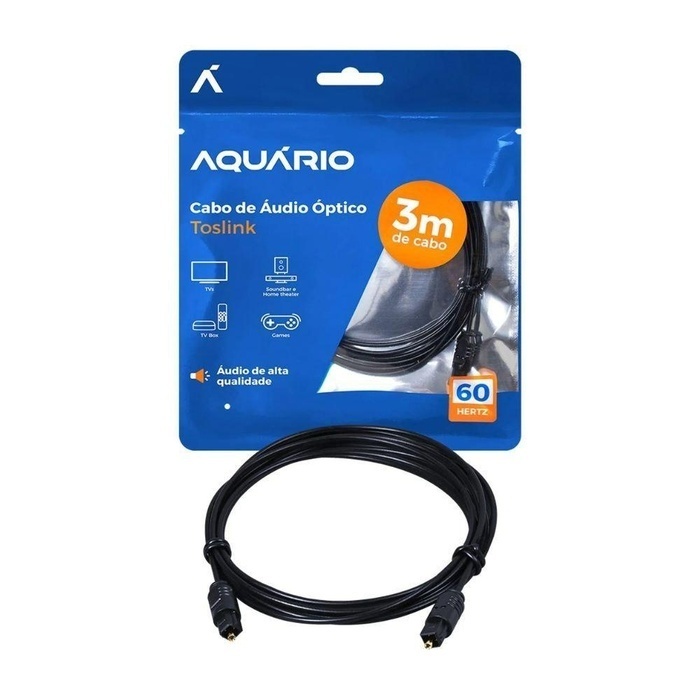 AQUÁRIO
Cabo de Áudio Óptico
Toslink
3m
de cabo
TVs
Soundbar e
Home theater
TV Box
Games
Áudio de alta
qualidade
60
HERTZ